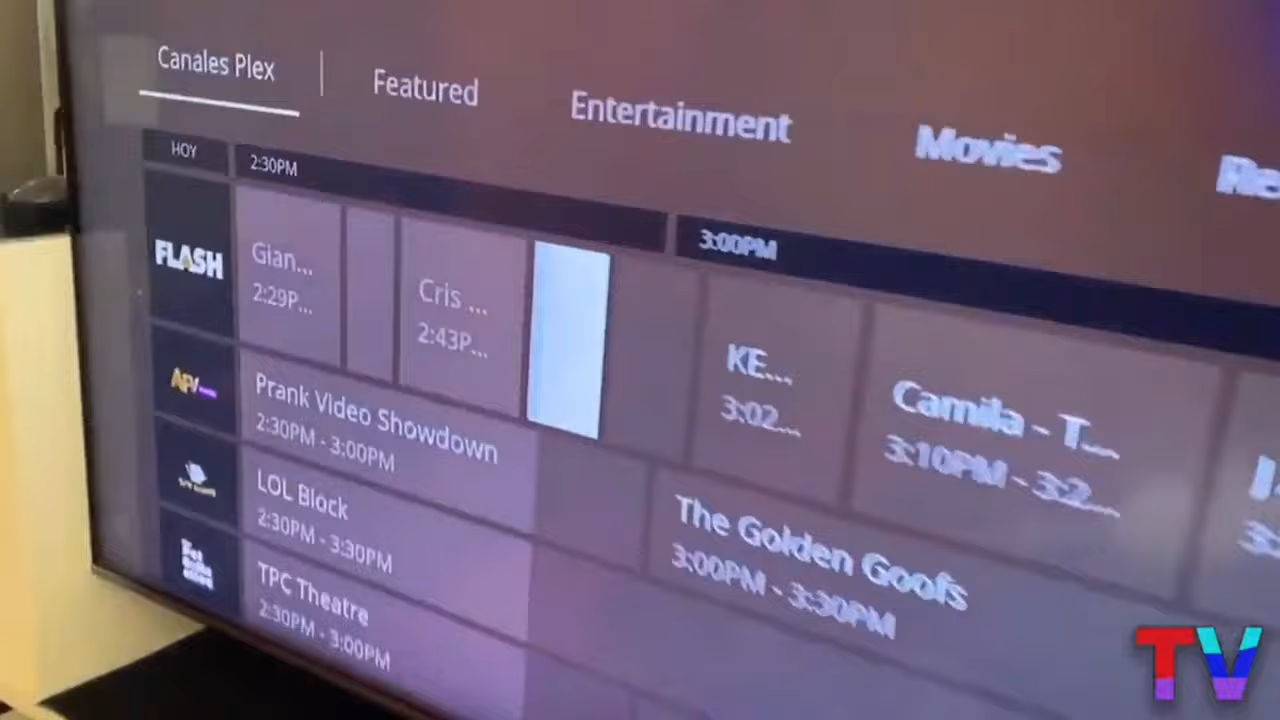 Canales Plex
Featured
Entertainment
Movies
HOY
2:30PM
3:00PM
FLASH
Gian...
2:29P...
Cris ...
2:43P...
KE...
3:02...
Camila - T...
3:10PM - 3:2...
AFV
Prank Video Showdown
2:30PM - 3:00PM
LOL Block
2:30PM - 3:30PM
The Golden Goofs
3:00PM - 3:30PM
TPC Theatre
2:30PM - 3:00PM
TV